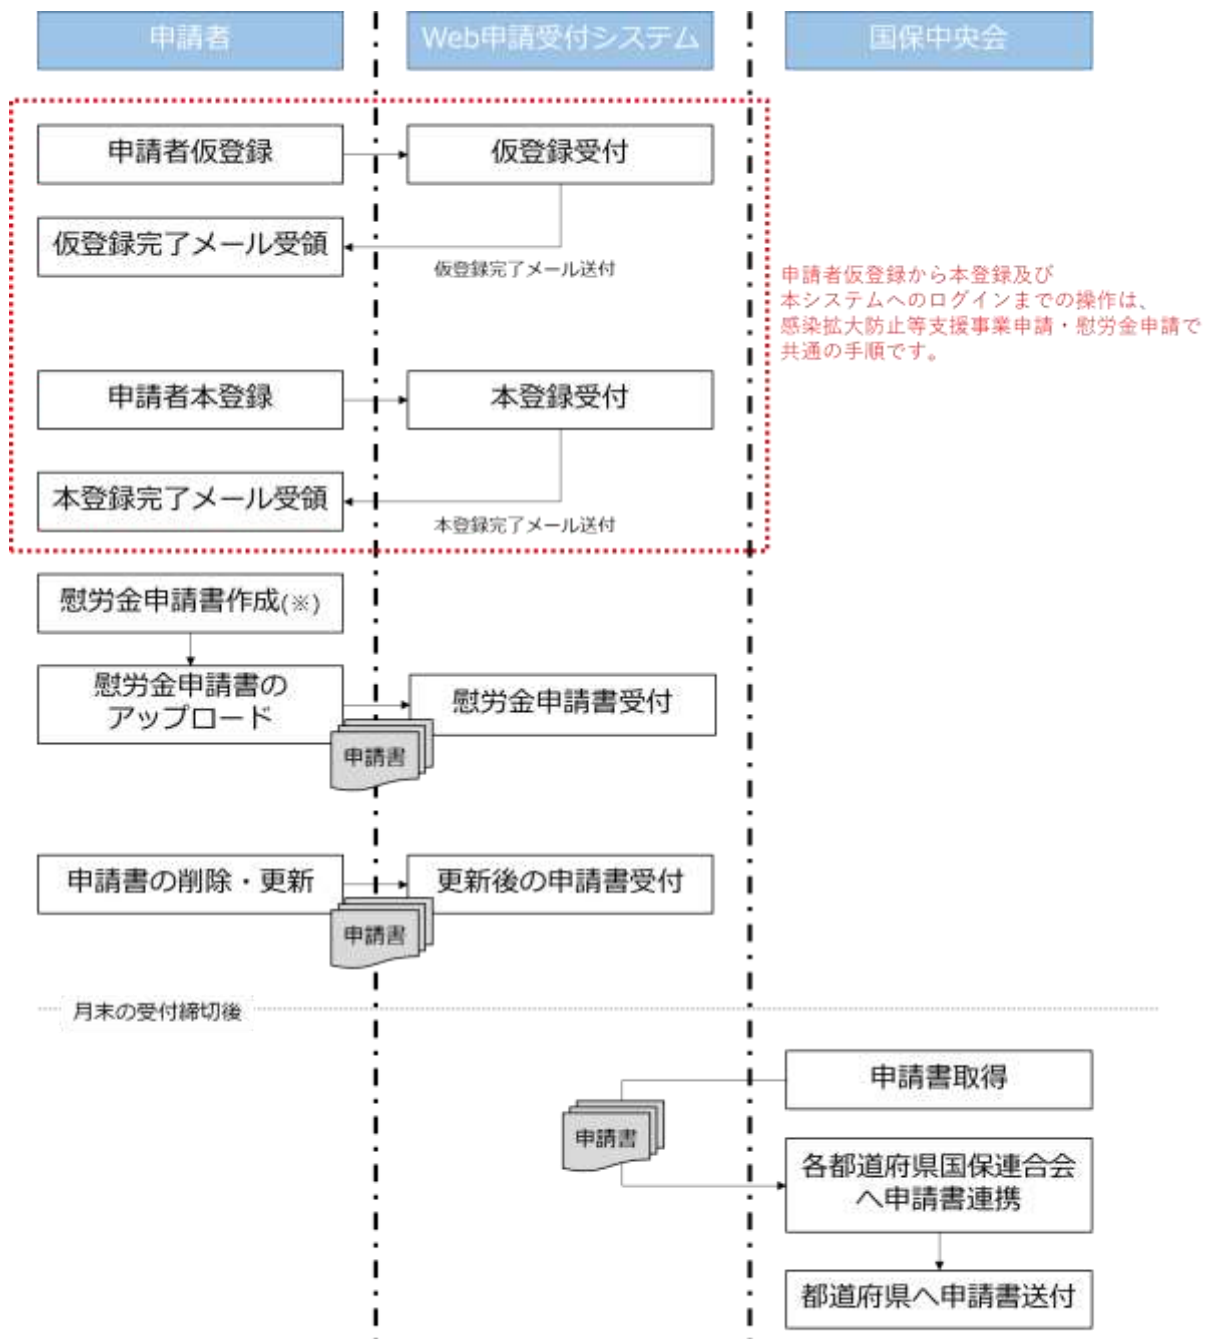 申請者
Web申請受付システム
国保中央会
申請者仮登録
仮登録受付
仮登録完了メール受領
仮登録完了メール送付
申請者仮登録から本登録及び
本システムへのログインまでの操作は、
感染拡大防止等支援事業申請・慰労金申請で
共通の手順です。
申請者本登録
本登録受付
本登録完了メール受領
本登録完了メール送付
慰労金申請書作成(※)
慰労金申請書の
アップロード
慰労金申請書受付
申請書
申請書の削除・更新
更新後の申請書受付
申請書
月末の受付締切後
申請書取得
申請書
各都道府県国保連合会
へ申請書連携
都道府県へ申請書送付